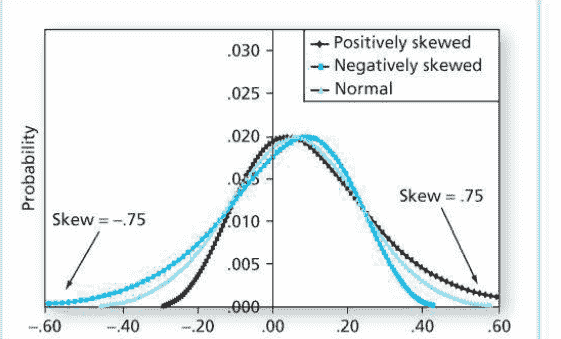 .030
Positively skewed
Negatively skewed
Normal
.025
.020
.015
Skew = .75
Skew = –.75
.010
.005
.000
Probability
–.60 –.40 –.20 .00 .20 .40 .60